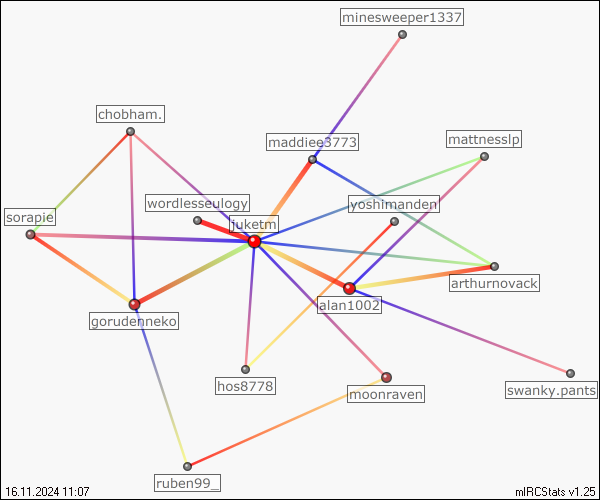 minesweeper1337
chobham.
maddiee3773
mattnesslp
wordlesseulogy
yoshimanden
sorapie
juketm
arthurnovack
alan1002
gorudenneko
hos8778
moonraven
swanky.pants
ruben99_
16.11.2024 11:07
mIRCStats v1.25